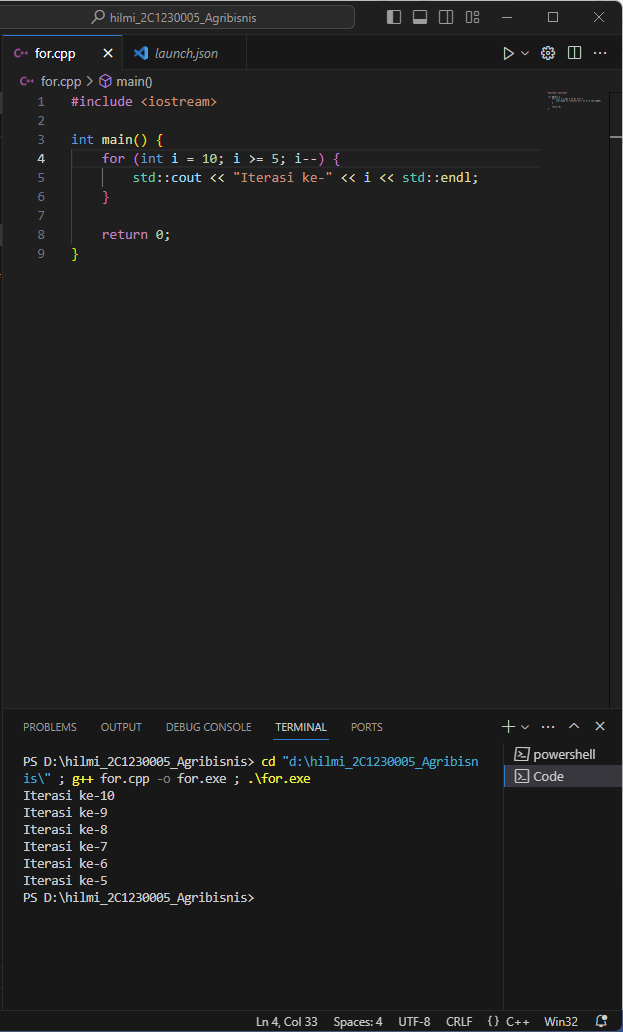 hilmi_2C1230005_Agribisnis
for.cpp
launch.json
for.cpp > main()
1 #include <iostream>
2
3 int main() {
4 for (int i = 10; i >= 5; i--) {
5 std::cout << "Iterasi ke-" << i << std::endl;
6 }
7
8 return 0;
9 }
PROBLEMS OUTPUT DEBUG CONSOLE TERMINAL PORTS
PS D:\hilmi_2C1230005_Agribisnis> cd "d:\hilmi_2C1230005_Agribisn
is\" ; g++ for.cpp -o for.exe ; .\for.exe
Iterasi ke-10
Iterasi ke-9
Iterasi ke-8
Iterasi ke-7
Iterasi ke-6
Iterasi ke-5
PS D:\hilmi_2C1230005_Agribisnis>
powershell
Code
Ln 4, Col 33 Spaces: 4 UTF-8 CRLF {} C++ Win32